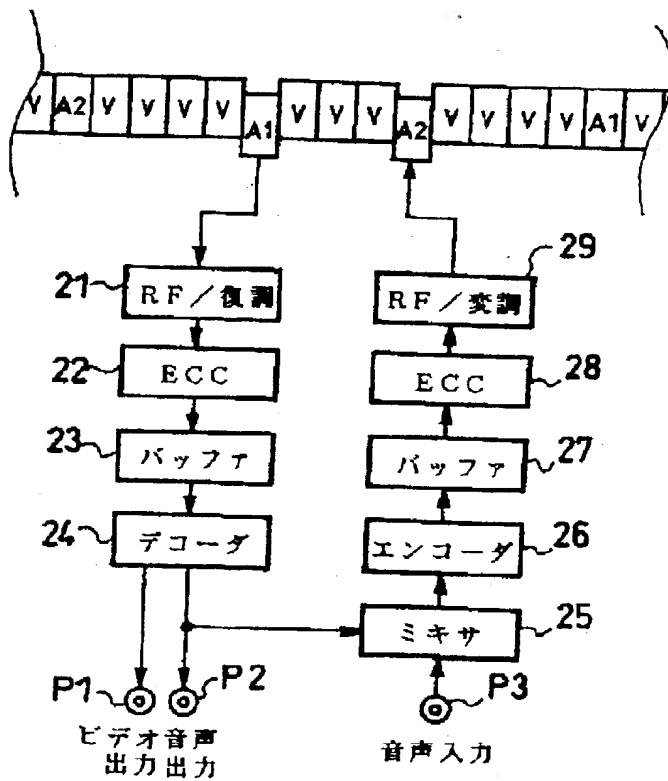 V A2 V V V V A1 V V V A2 V V V V A1 V
21 RF/復調
22 ECC
23 バッファ
24 デコーダ
P1 P2
ビデオ 音声
出力 出力
29 RF/変調
28 ECC
27 バッファ
26 エンコーダ
25 ミキサ
P3
音声入力